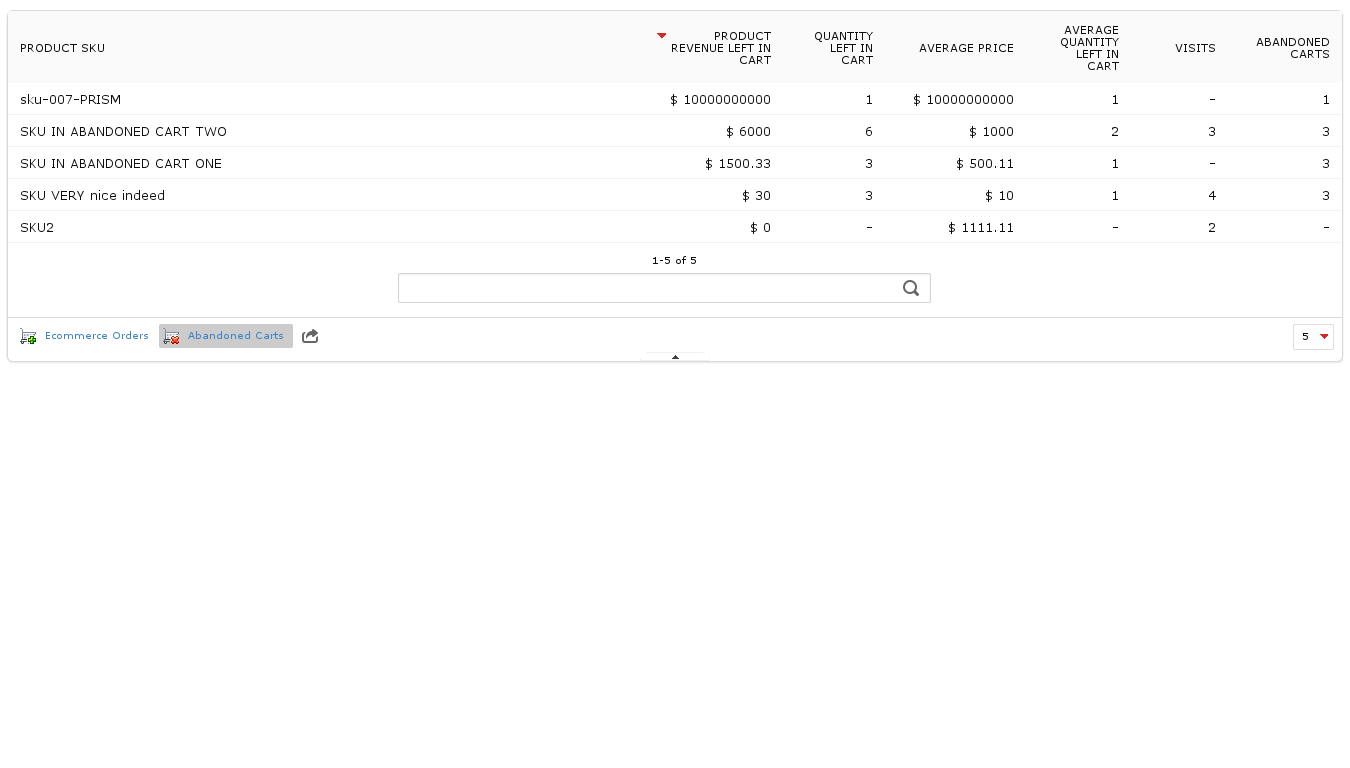 PRODUCT SKU
PRODUCT
REVENUE LEFT IN
CART
QUANTITY
LEFT IN
CART
AVERAGE PRICE
AVERAGE
QUANTITY
LEFT IN
CART
VISITS
ABANDONED
CARTS
sku-007-PRISM $ 10000000000 1 $ 10000000000 1 - 1
SKU IN ABANDONED CART TWO $ 6000 6 $ 1000 2 3 3
SKU IN ABANDONED CART ONE $ 1500.33 3 $ 500.11 1 - 3
SKU VERY nice indeed $ 30 3 $ 10 1 4 3
SKU2 $ 0 - $ 1111.11 - 2 -
1-5 of 5
Ecommerce Orders Abandoned Carts 5